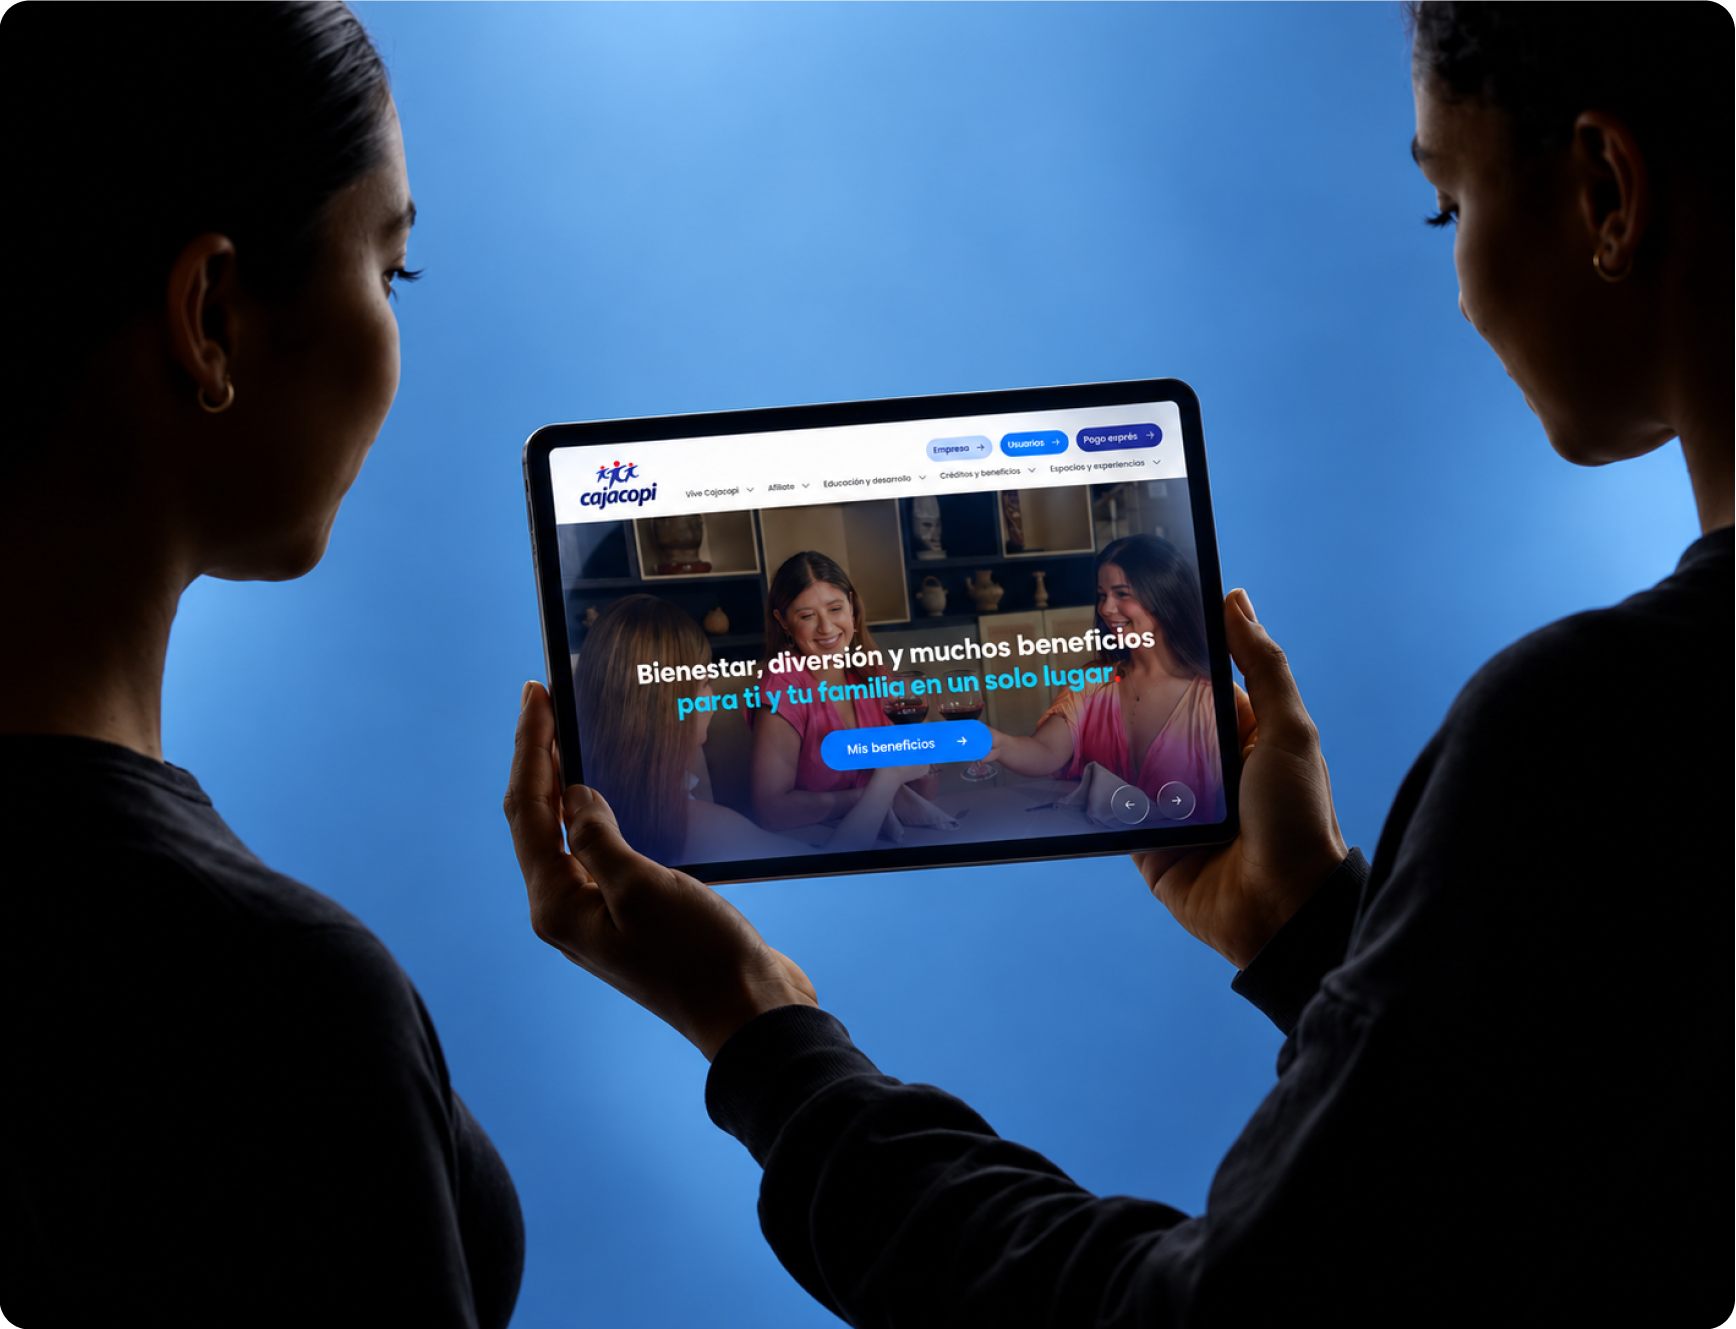 Empresa
Usuarios
Pago exprés
cajacopi
Vive Cajacopi
Afíliate
Educación y desarrollo
Créditos y beneficios
Espacios y experiencias
Bienestar, diversión y muchos beneficios
para ti y tu familia en un solo lugar.
Mis beneficios